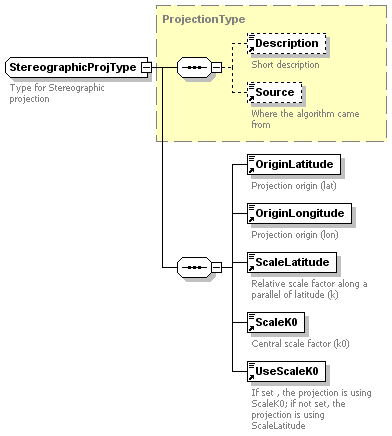 ProjectionType
StereographicProjType
Type for Stereographic
projection
Description
Short description
Source
Where the algorithm came
from
OriginLatitude
Projection origin (lat)
OriginLongitude
Projection origin (lon)
ScaleLatitude
Relative scale factor along a
parallel of latitude (k)
ScaleK0
Central scale factor (k0)
UseScaleK0
If set , the projection is using
ScaleK0; if not set, the
projection is using
ScaleLatitude